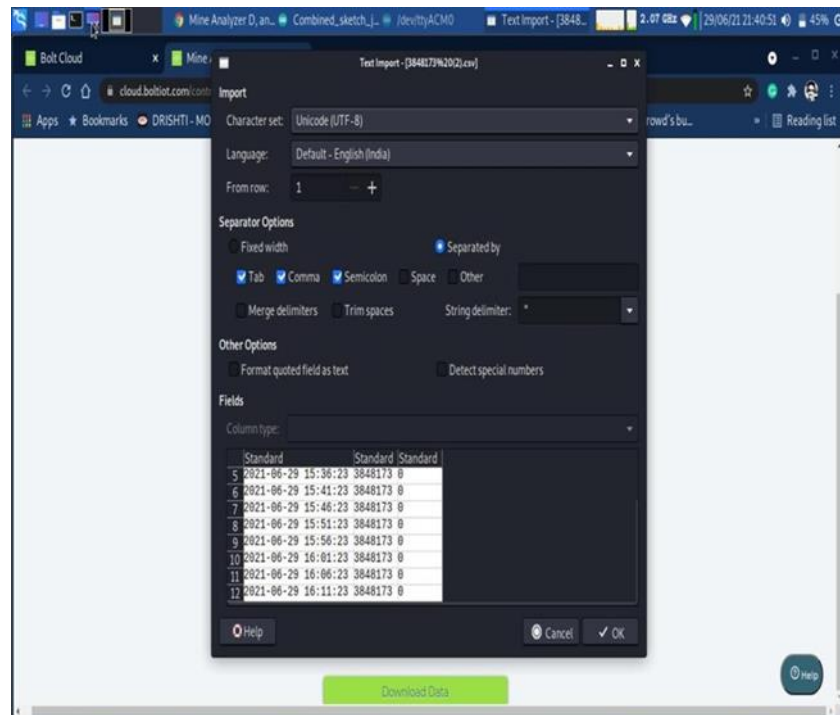 Mine Analyzer D, an... Combined_sketch_j... /dev/ttyACM0 Text Import - [3848... 2.07 GHz 29/06/21 21:40:51 45%
Bolt Cloud x Mine
cloud.boltiot.com/cont
Apps Bookmarks DRISHTI - MO rowd's bu... » Reading list
Text Import - [3848173%20(2).csv]
Import
Character set: Unicode (UTF-8)
Language: Default - English (India)
From row: 1 - +
Separator Options
Fixed width Separated by
Tab Comma Semicolon Space Other
Merge delimiters Trim spaces String delimiter: "
Other Options
Format quoted field as text Detect special numbers
Fields
Column type:
Standard Standard Standard
5 2021-06-29 15:36:23 3848173 0
6 2021-06-29 15:41:23 3848173 0
7 2021-06-29 15:46:23 3848173 0
8 2021-06-29 15:51:23 3848173 0
9 2021-06-29 15:56:23 3848173 0
10 2021-06-29 16:01:23 3848173 0
11 2021-06-29 16:06:23 3848173 0
12 2021-06-29 16:11:23 3848173 0
Help Cancel OK
Help
Download Data